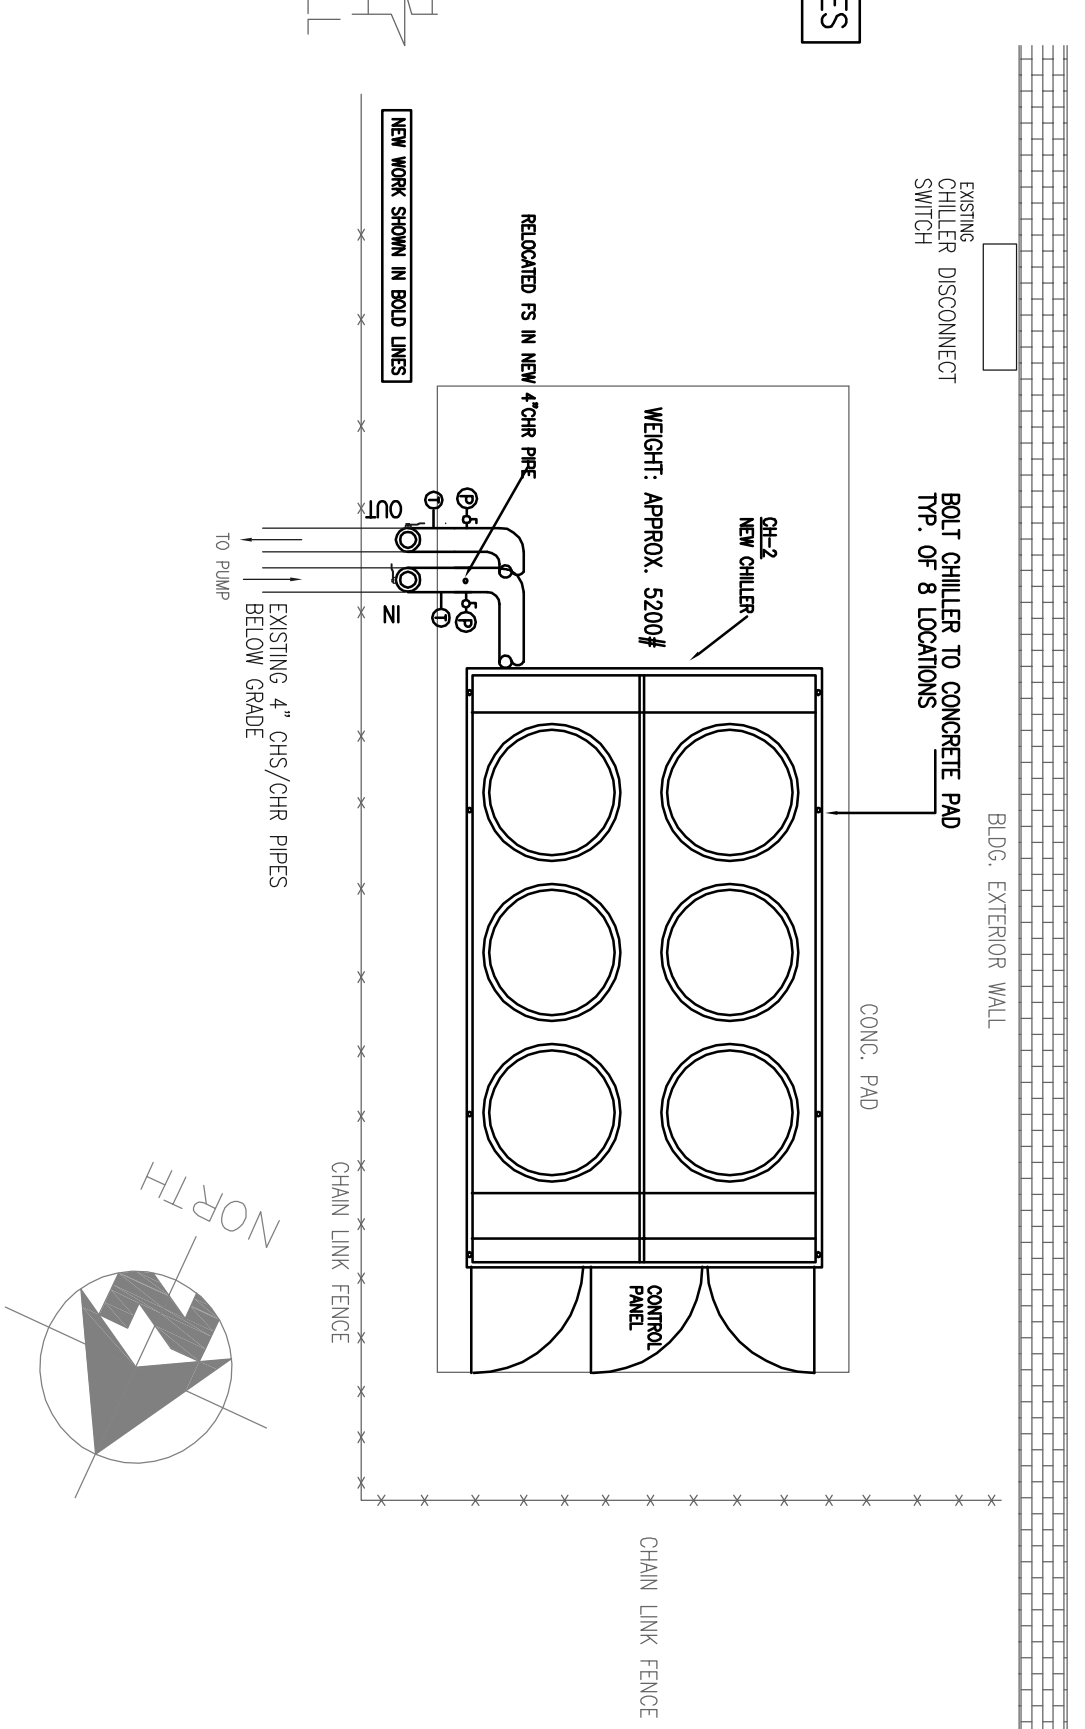 ES
EXISTING
CHILLER DISCONNECT
SWITCH
BOLT CHILLER TO CONCRETE PAD
TYP. OF 8 LOCATIONS
BLDG. EXTERIOR WALL
CONC. PAD
CH-2
NEW CHILLER
WEIGHT: APPROX. 5200#
RELOCATED FS IN NEW 4"CHR PIPE
NEW WORK SHOWN IN BOLD LINES
OUT
T
P
IN
T
P
TO PUMP
EXISTING 4" CHS/CHR PIPES
BELOW GRADE
CONTROL
PANEL
CHAIN LINK FENCE
CHAIN LINK FENCE
NORTH